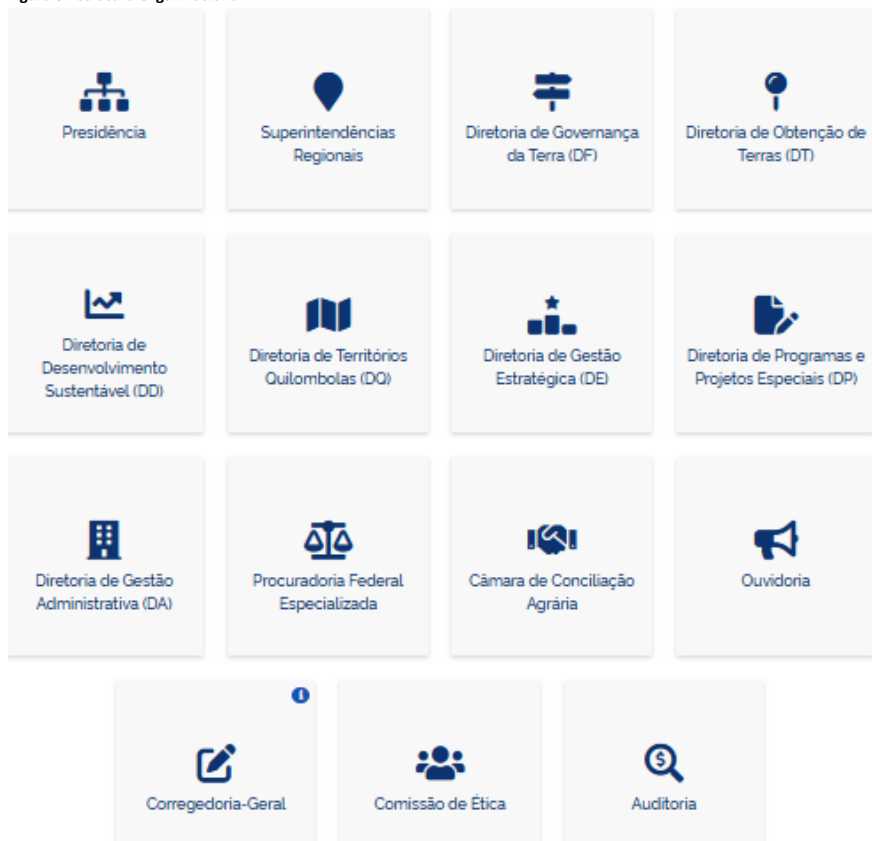 Presidência
Superintendências
Regionais
Diretoria de Governança
da Terra (DF)
Diretoria de Obtenção de
Terras (DT)
Diretoria de
Desenvolvimento
Sustentável (DD)
Diretoria de Territórios
Quilombolas (DQ)
Diretoria de Gestão
Estratégica (DE)
Diretoria de Programas e
Projetos Especiais (DP)
Diretoria de Gestão
Administrativa (DA)
Procuradoria Federal
Especializada
Câmara de Conciliação
Agrária
Ouvidoria
Corregedoria-Geral
Comissão de Ética
Auditoria